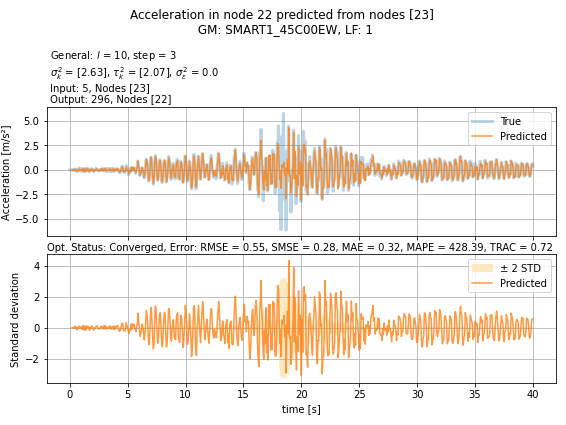 Acceleration in node 22 predicted from nodes [23]
GM: SMART1_45C00EW, LF: 1
General: l = 10, step = 3
σ²ₖ = [2.63], τ²ₖ = [2.07], σ²ε = 0.0
Input: 5, Nodes [23]
Output: 296, Nodes [22]
Acceleration [m/s²]
5.0
2.5
0.0
−2.5
−5.0
True
Predicted
Opt. Status: Converged, Error: RMSE = 0.55, SMSE = 0.28, MAE = 0.32, MAPE = 428.39, TRAC = 0.72
Standard deviation
4
2
0
−2
± 2 STD
Predicted
0 5 10 15 20 25 30 35 40
time [s]